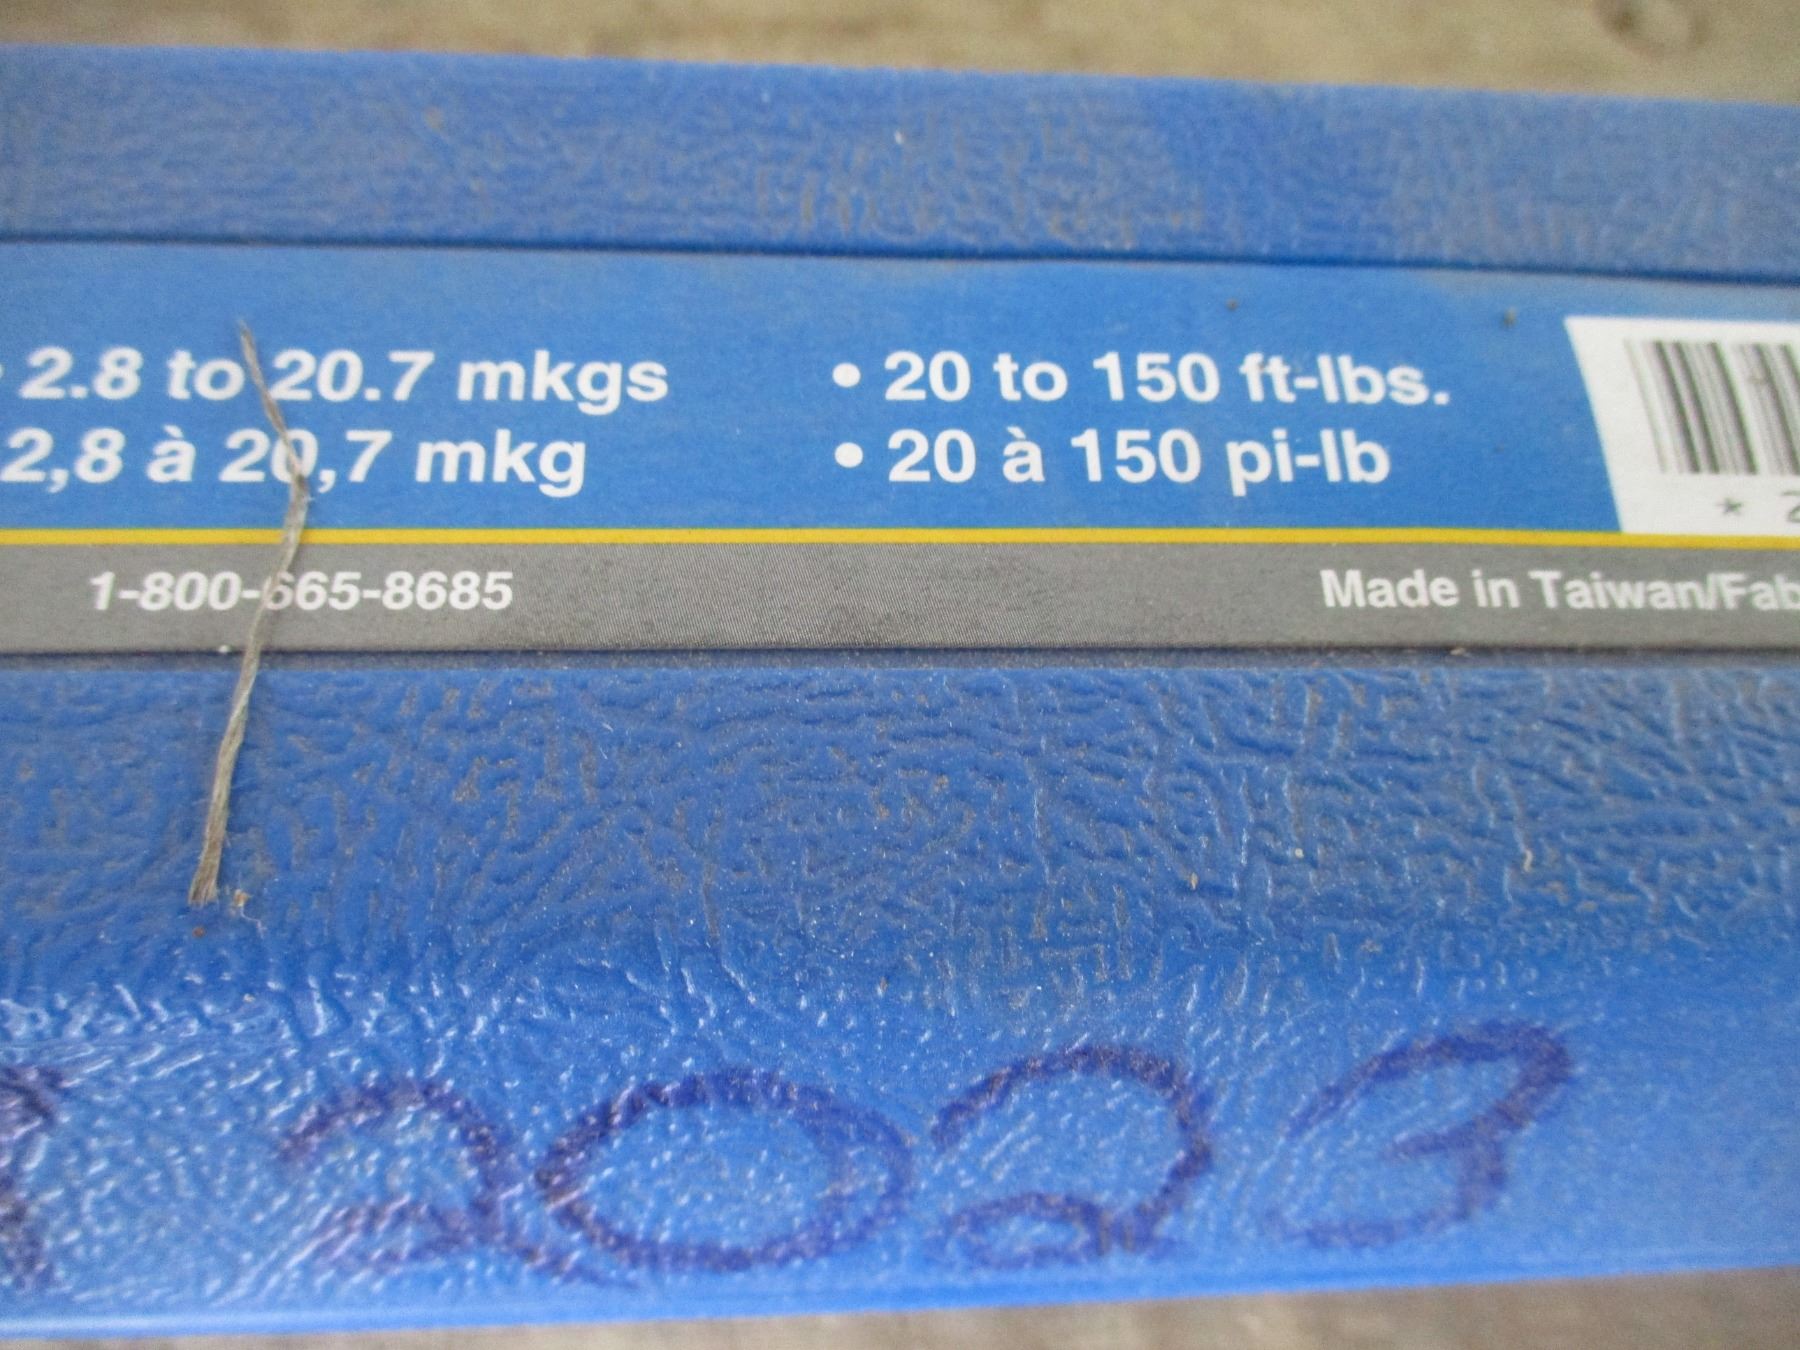 2.8 to 20.7 mkgs • 20 to 150 ft-lbs.
2,8 à 20,7 mkg • 20 à 150 pi-lb
1-800-665-8685 Made in Taiwan/Fab
2023